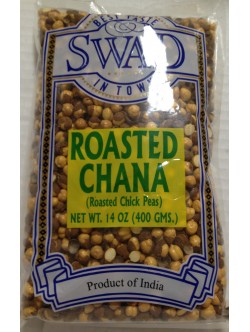 BEST TASTE
SWAD
IN TOWN
ROASTED
CHANA
(Roasted Chick Peas)
NET WT. 14 OZ (400 GMS.)
Product of India